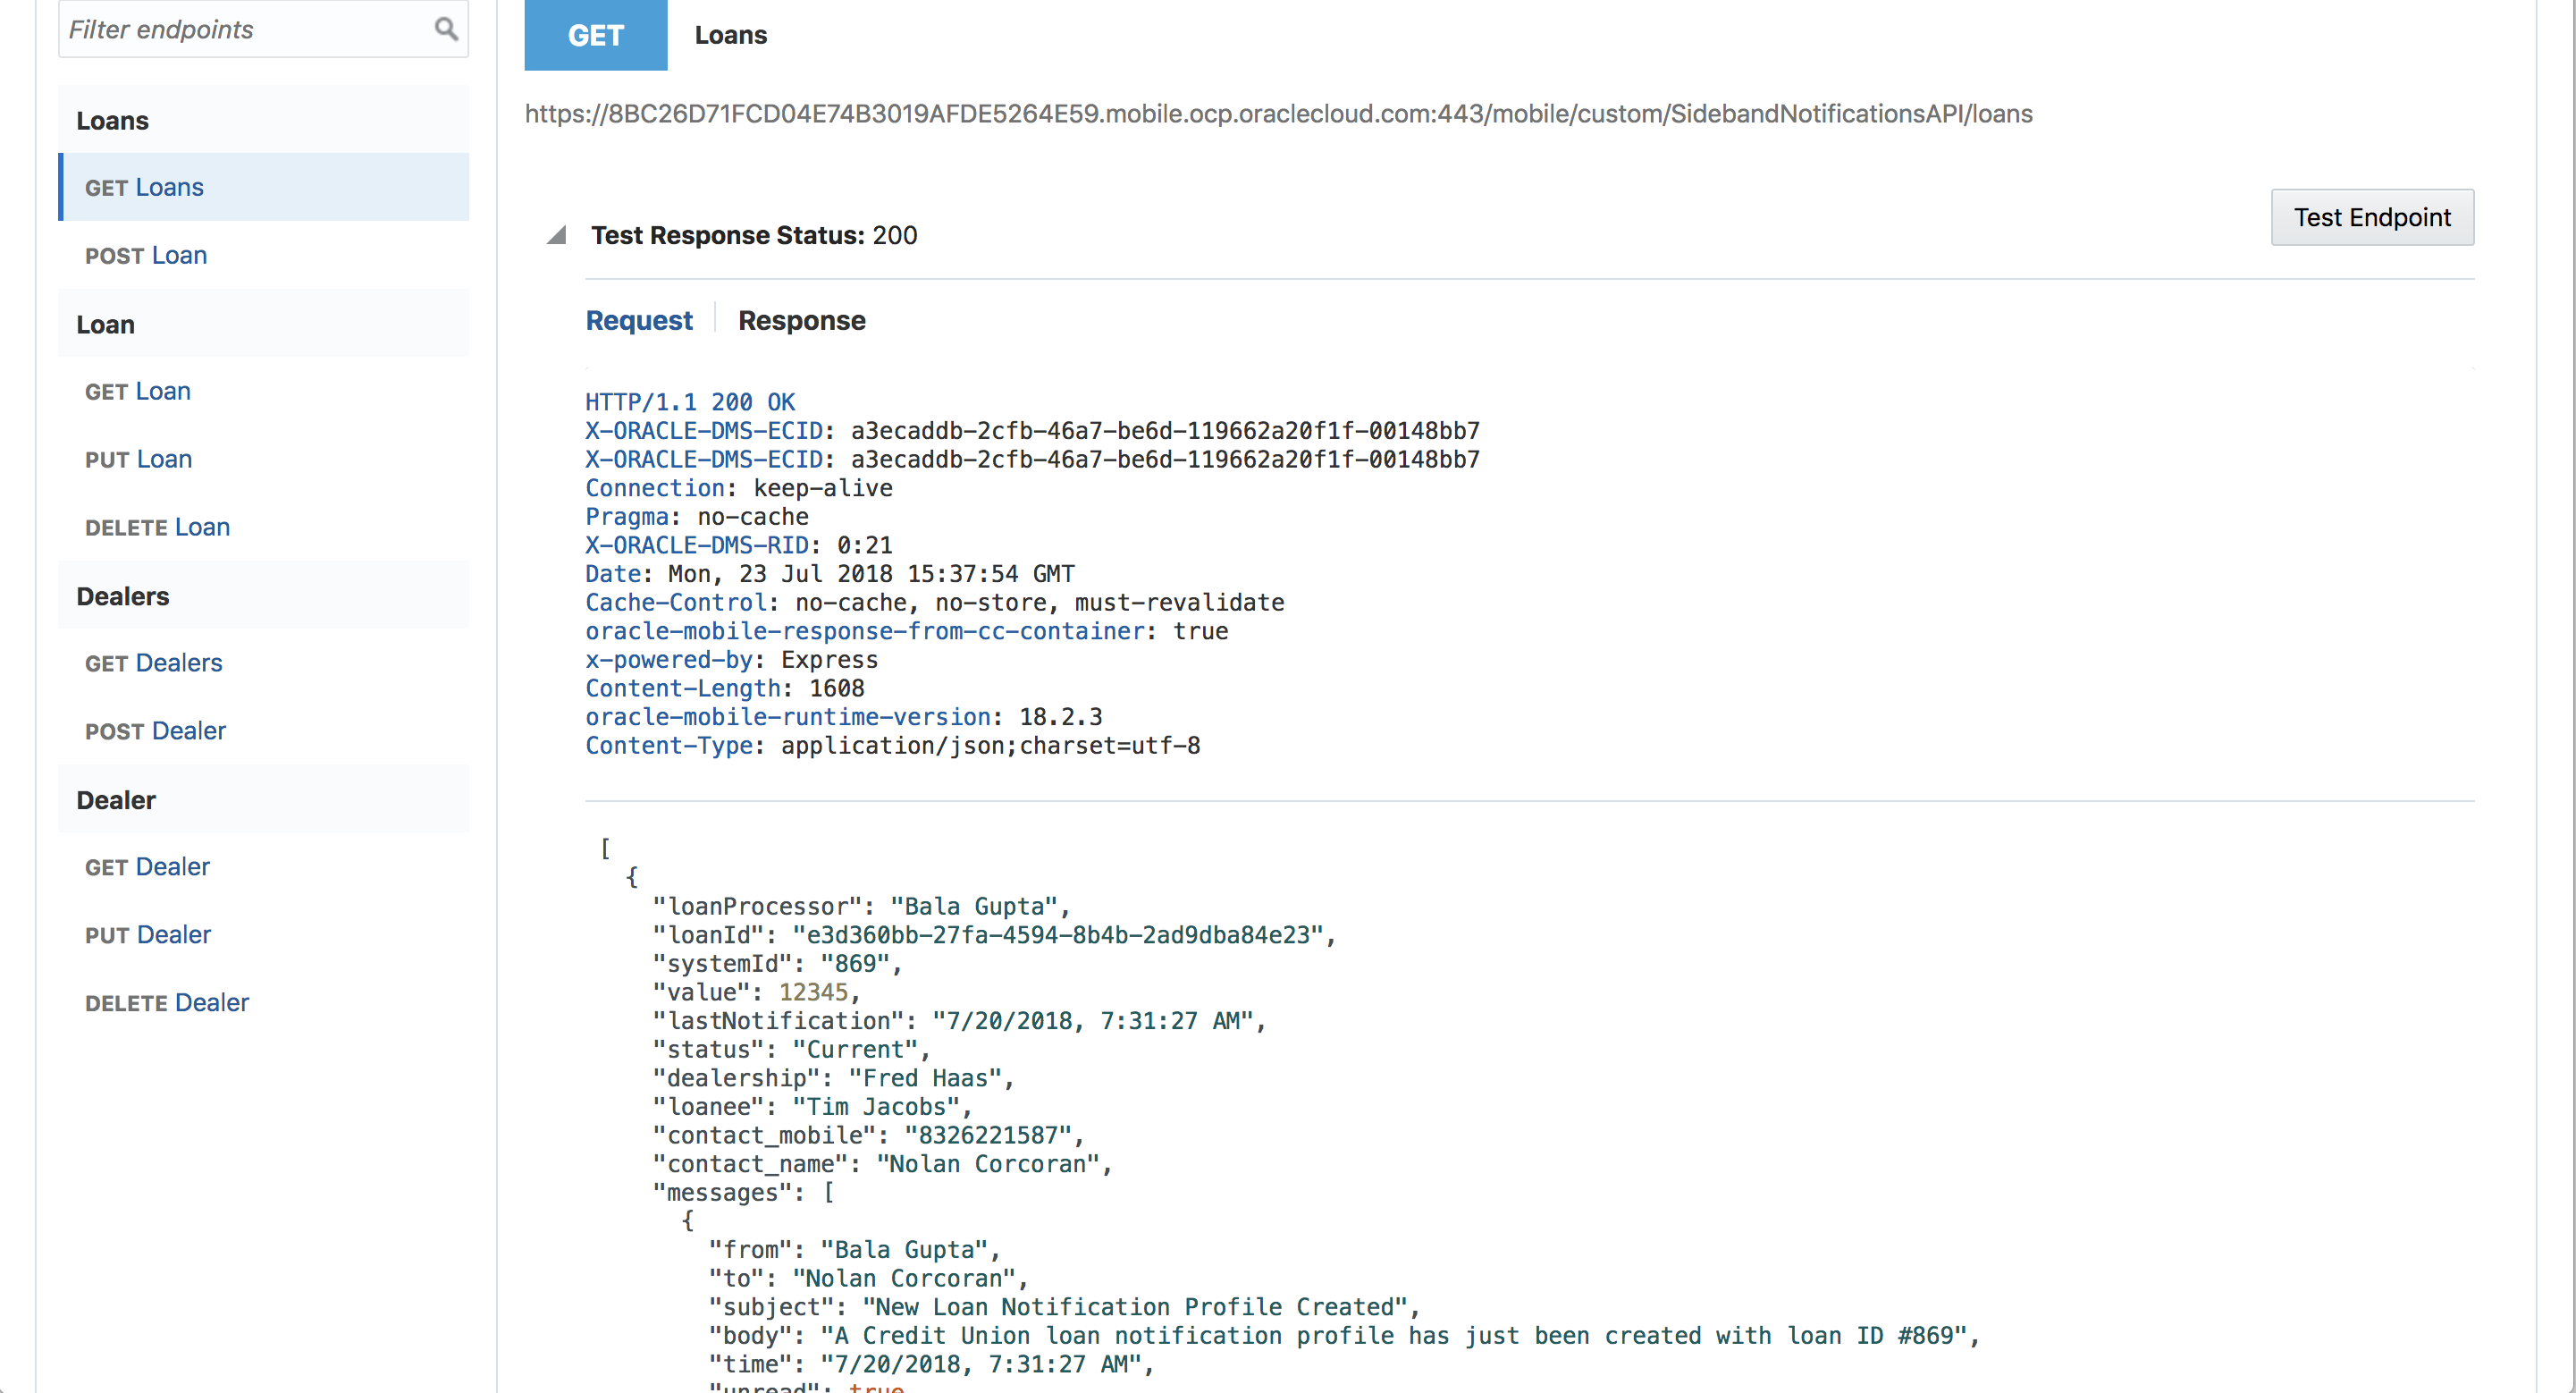 Filter endpoints
Loans
GET Loans
POST Loan
Loan
GET Loan
PUT Loan
DELETE Loan
Dealers
GET Dealers
POST Dealer
Dealer
GET Dealer
PUT Dealer
DELETE Dealer
GET Loans
https://8BC26D71FCD04E74B3019AFDE5264E59.mobile.ocp.oraclecloud.com:443/mobile/custom/SidebandNotificationsAPI/loans
Test Response Status: 200
Test Endpoint
Request Response
HTTP/1.1 200 OK
X-ORACLE-DMS-ECID: a3ecaddb-2cfb-46a7-be6d-119662a20f1f-00148bb7
X-ORACLE-DMS-ECID: a3ecaddb-2cfb-46a7-be6d-119662a20f1f-00148bb7
Connection: keep-alive
Pragma: no-cache
X-ORACLE-DMS-RID: 0:21
Date: Mon, 23 Jul 2018 15:37:54 GMT
Cache-Control: no-cache, no-store, must-revalidate
oracle-mobile-response-from-cc-container: true
x-powered-by: Express
Content-Length: 1608
oracle-mobile-runtime-version: 18.2.3
Content-Type: application/json;charset=utf-8
[
{
"loanProcessor": "Bala Gupta",
"loanId": "e3d360bb-27fa-4594-8b4b-2ad9dba84e23",
"systemId": "869",
"value": 12345,
"lastNotification": "7/20/2018, 7:31:27 AM",
"status": "Current",
"dealership": "Fred Haas",
"loanee": "Tim Jacobs",
"contact_mobile": "8326221587",
"contact_name": "Nolan Corcoran",
"messages": [
{
"from": "Bala Gupta",
"to": "Nolan Corcoran",
"subject": "New Loan Notification Profile Created",
"body": "A Credit Union loan notification profile has just been created with loan ID #869",
"time": "7/20/2018, 7:31:27 AM",
"unread": true